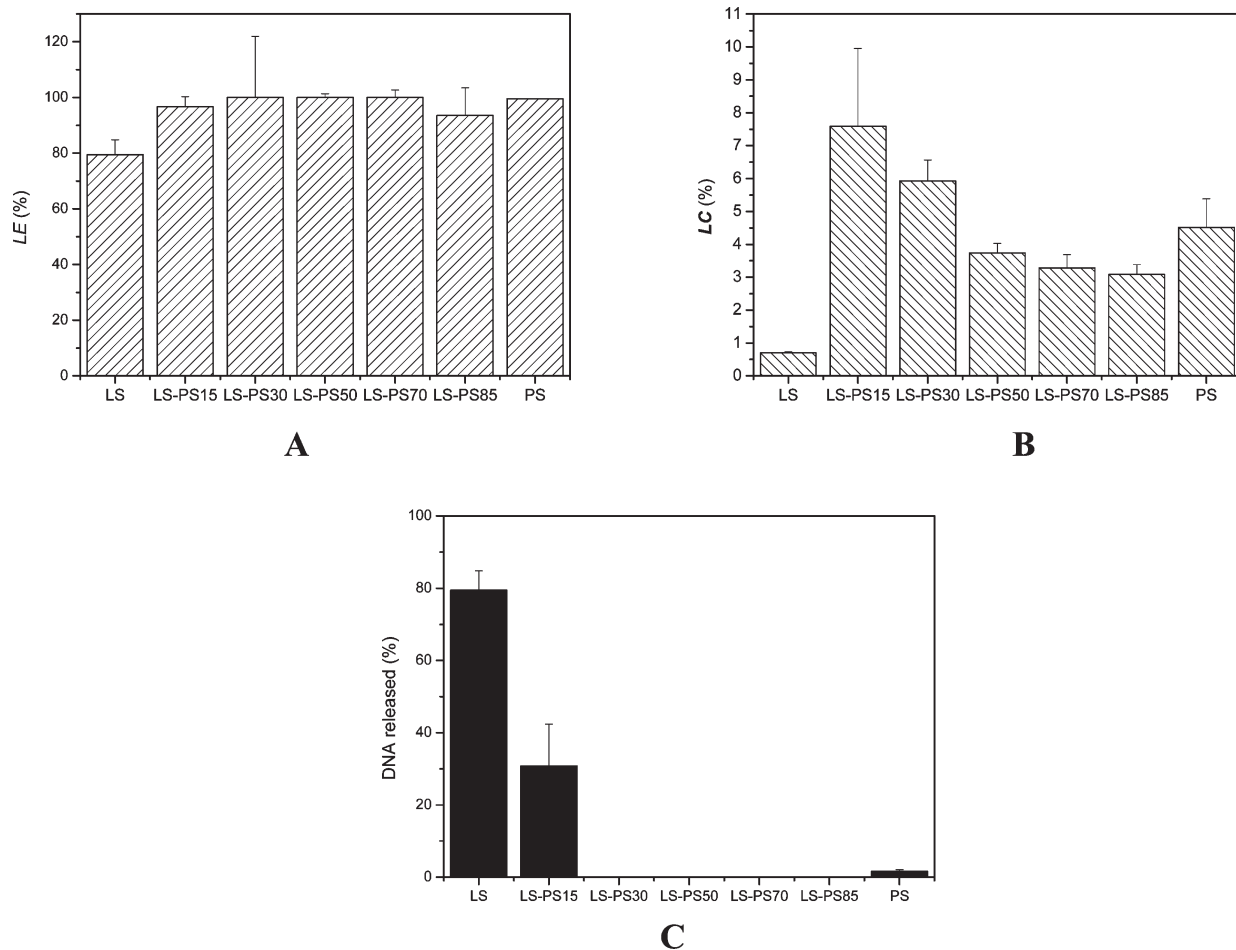 120
100
80
60
40
20
0
LE (%)
LS LS-PS15 LS-PS30 LS-PS50 LS-PS70 LS-PS85 PS
A
11
10
9
8
7
6
5
4
3
2
1
0
LC (%)
LS LS-PS15 LS-PS30 LS-PS50 LS-PS70 LS-PS85 PS
B
100
80
60
40
20
0
DNA released (%)
LS LS-PS15 LS-PS30 LS-PS50 LS-PS70 LS-PS85 PS
C